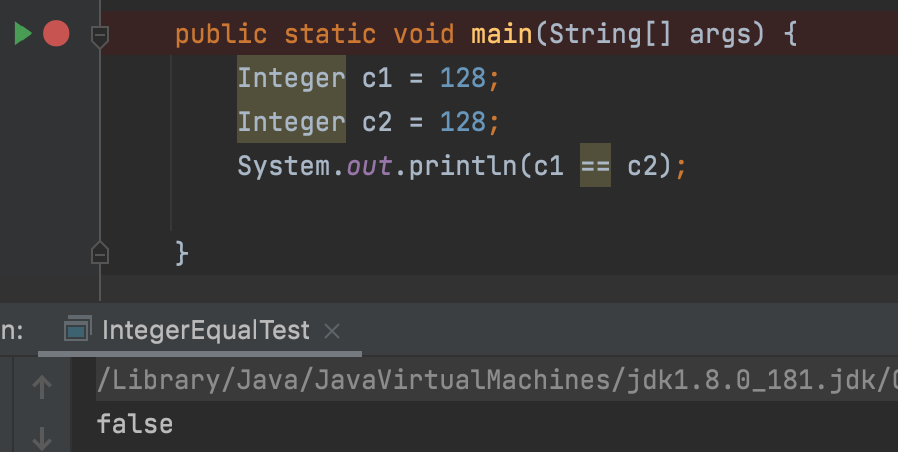 public static void main(String[] args) {
Integer c1 = 128;
Integer c2 = 128;
System.out.println(c1 == c2);
}
n: IntegerEqualTest ×
/Library/Java/JavaVirtualMachines/jdk1.8.0_181.jdk/
false